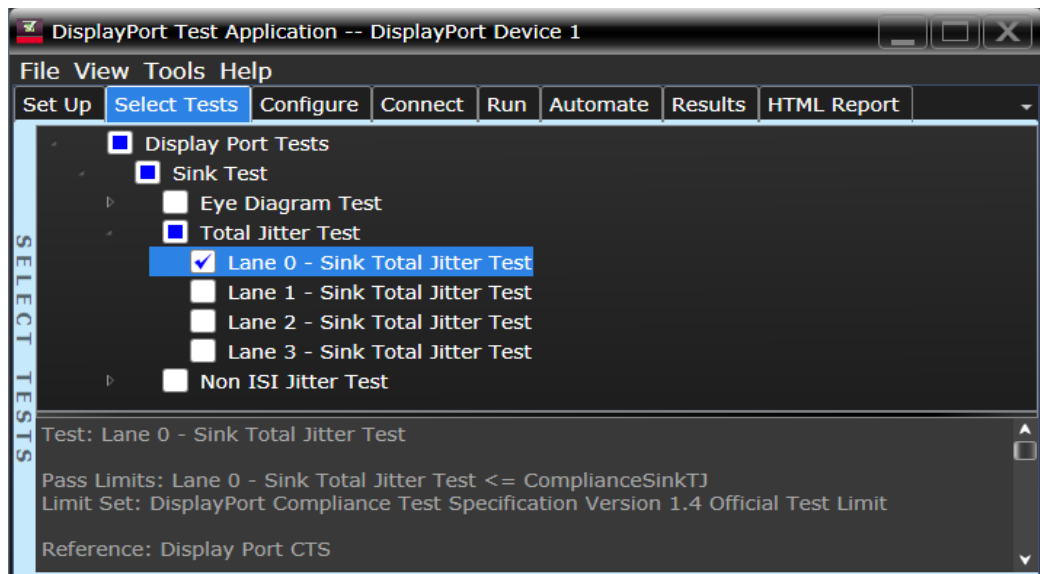 DisplayPort Test Application -- DisplayPort Device 1
File View Tools Help
Set Up Select Tests Configure Connect Run Automate Results HTML Report
SELECT TESTS
Display Port Tests
Sink Test
Eye Diagram Test
Total Jitter Test
Lane 0 - Sink Total Jitter Test
Lane 1 - Sink Total Jitter Test
Lane 2 - Sink Total Jitter Test
Lane 3 - Sink Total Jitter Test
Non ISI Jitter Test
Test: Lane 0 - Sink Total Jitter Test
Pass Limits: Lane 0 - Sink Total Jitter Test <= ComplianceSinkTJ
Limit Set: DisplayPort Compliance Test Specification Version 1.4 Official Test Limit
Reference: Display Port CTS